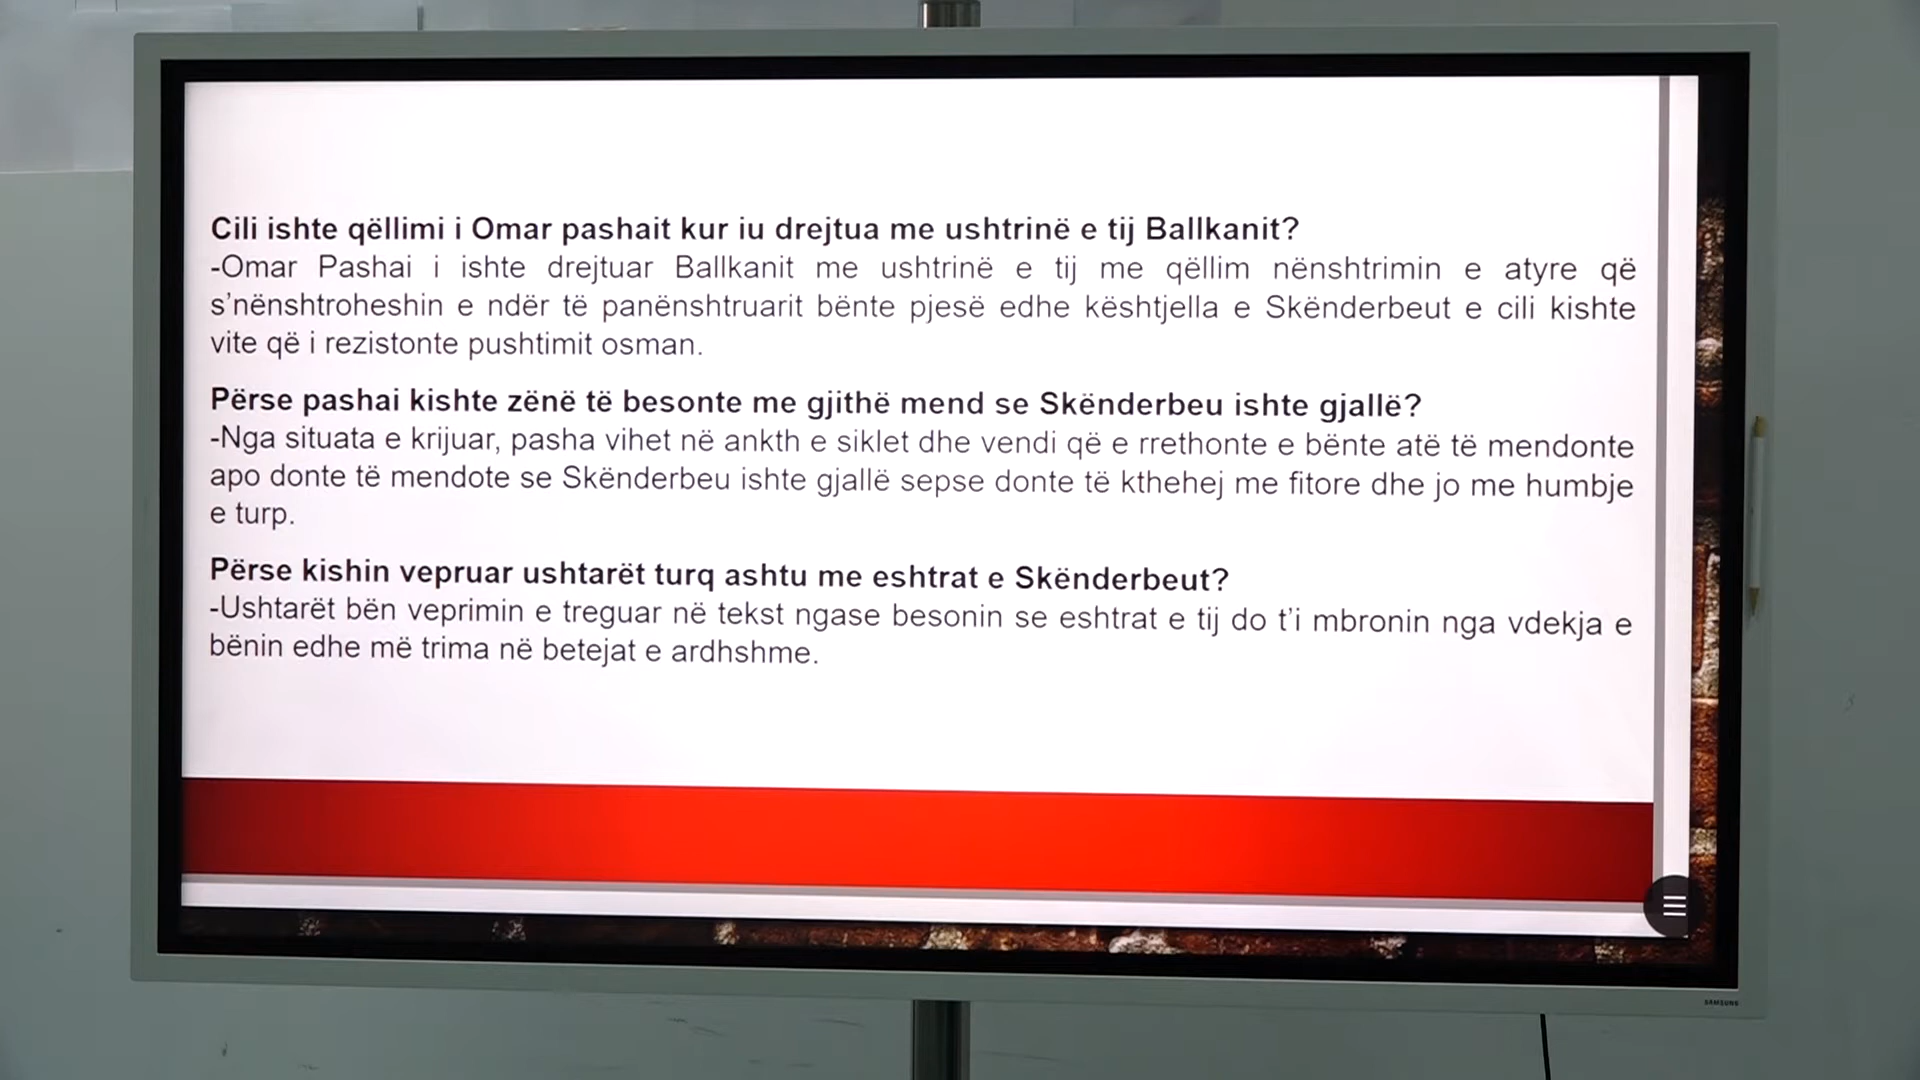 Cili ishte qëllimi i Omar pashait kur iu drejtua me ushtrinë e tij Ballkanit?
-Omar Pashai i ishte drejtuar Ballkanit me ushtrinë e tij me qëllim nënshtrimin e atyre që
s’nënshtroheshin e ndër të panënshtruarit bënte pjesë edhe kështjella e Skënderbeut e cili kishte
vite që i rezistonte pushtimit osman.
Përse pashai kishte zënë të besonte me gjithë mend se Skënderbeu ishte gjallë?
-Nga situata e krijuar, pasha vihet në ankth e siklet dhe vendi që e rrethonte e bënte atë të mendonte
apo donte të mendote se Skënderbeu ishte gjallë sepse donte të kthehej me fitore dhe jo me humbje
e turp.
Përse kishin vepruar ushtarët turq ashtu me eshtrat e Skënderbeut?
-Ushtarët bën veprimin e treguar në tekst ngase besonin se eshtrat e tij do t’i mbronin nga vdekja e
bënin edhe më trima në betejat e ardhshme.
SAMSUNG